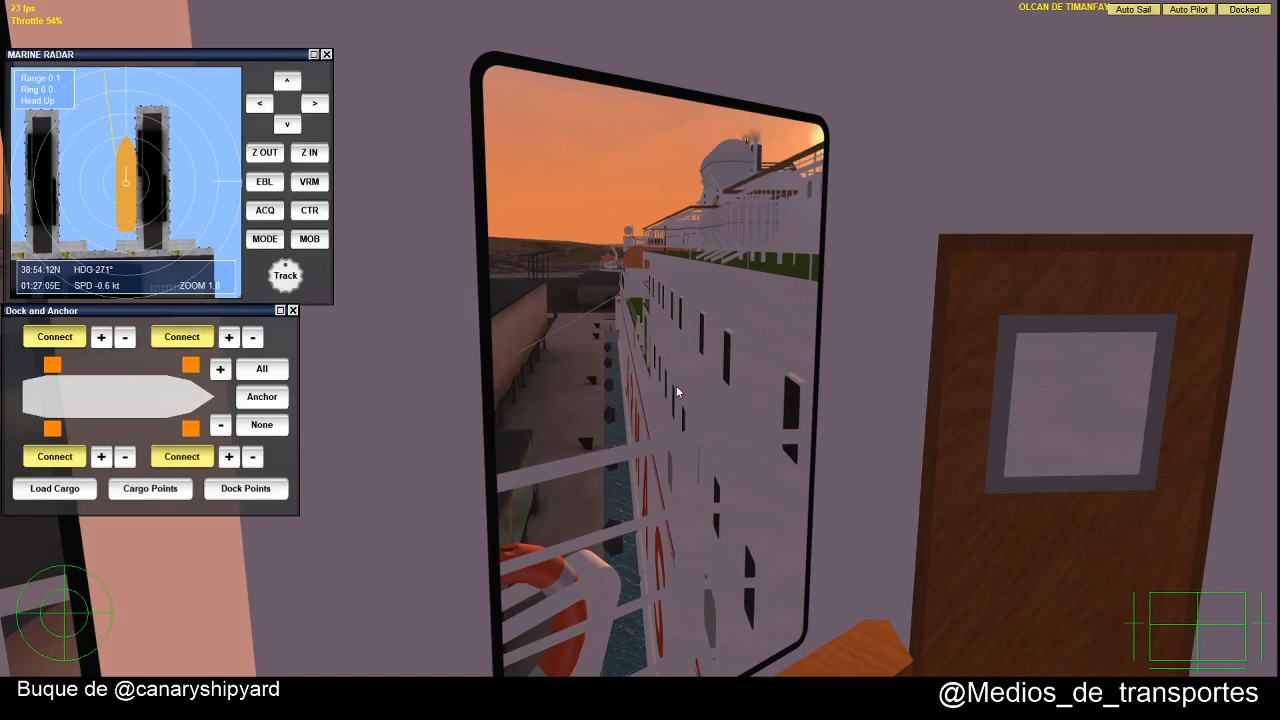 23 fps
Throttle 54%
OLCAN DE TIMANFAY
Auto Sail
Auto Pilot
Docked
MARINE RADAR
Range 0.1
Ring 0.0
Head Up
^
< >
v
Z OUT Z IN
EBL VRM
ACQ CTR
MODE MOB
38:54:12N HDG 271°
01:27:05E SPD -0.6 kt ZOOM 1.0
Track
Dock and Anchor
Connect + - Connect + -
+ All
Anchor
- None
Connect + - Connect + -
Load Cargo Cargo Points Dock Points
Buque de @canaryshipyard
@Medios_de_transportes